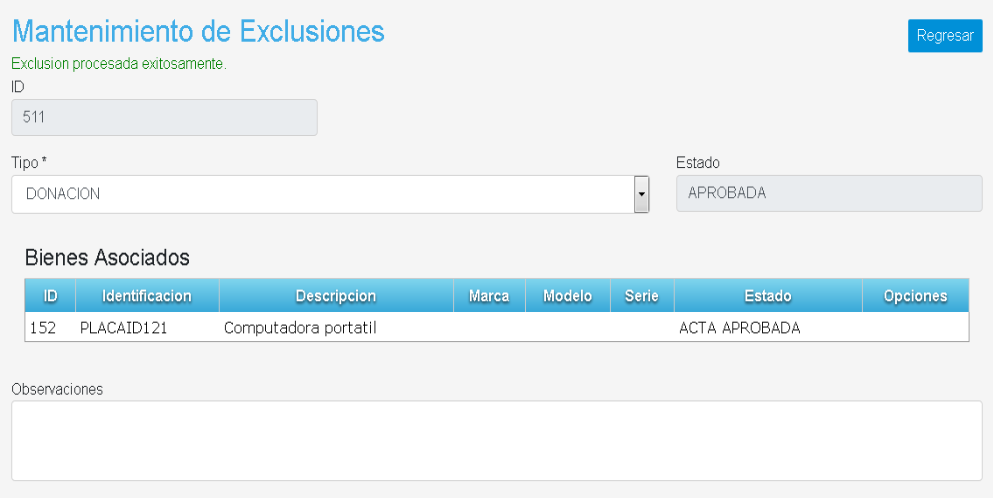 Mantenimiento de Exclusiones
Regresar
Exclusion procesada exitosamente.
ID
511
Tipo *
Estado
DONACION
APROBADA
Bienes Asociados
ID Identificacion Descripcion Marca Modelo Serie Estado Opciones
152 PLACAID121 Computadora portatil ACTA APROBADA
Observaciones